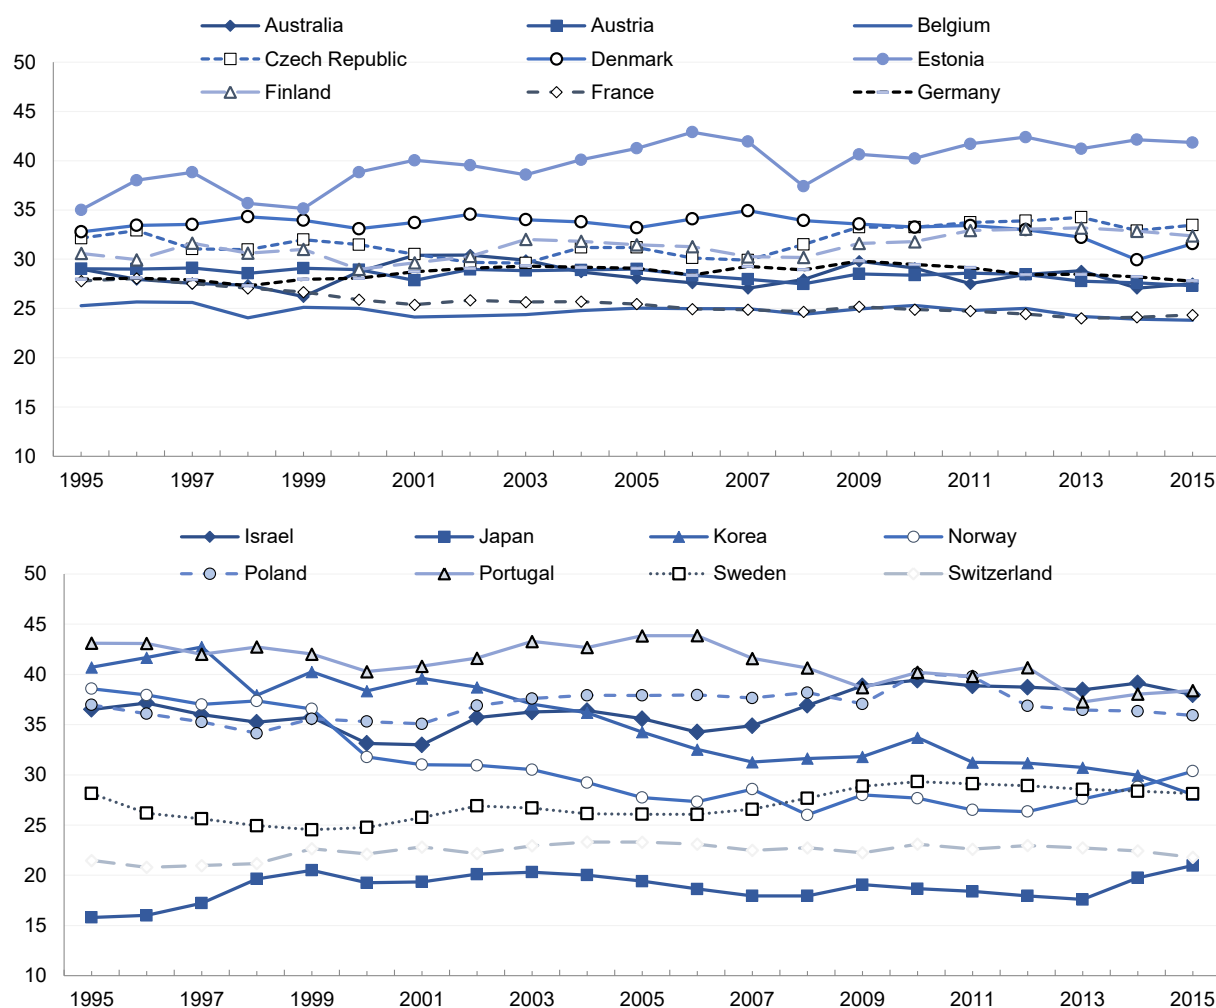 Australia Austria Belgium
50 Czech Republic Denmark Estonia
Finland France Germany
45
40
35
30
25
20
15
10
1995 1997 1999 2001 2003 2005 2007 2009 2011 2013 2015
Israel Japan Korea Norway
50 Poland Portugal Sweden Switzerland
45
40
35
30
25
20
15
10
1995 1997 1999 2001 2003 2005 2007 2009 2011 2013 2015